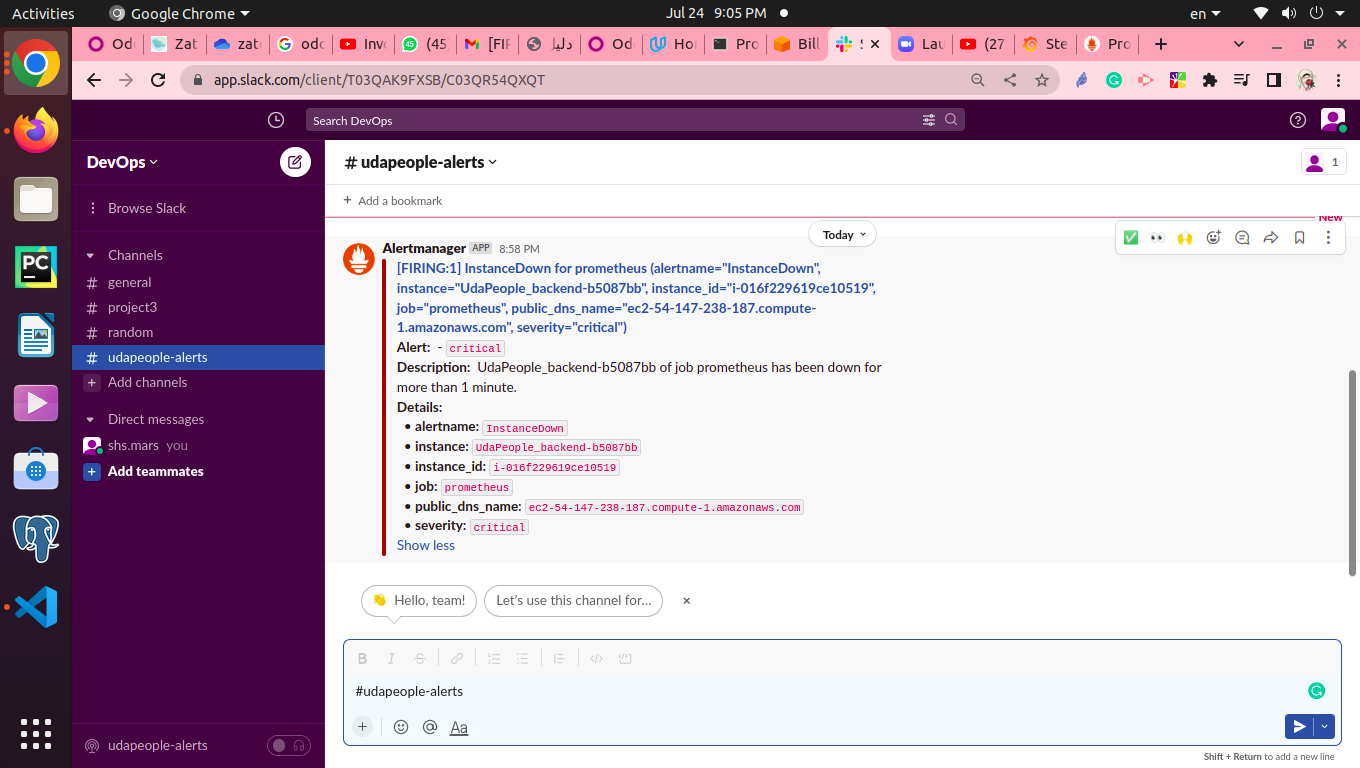 Activities
Google Chrome
Jul 24 9:05 PM
en
Od
Zat
zat
odc
Inv
(45
[FIR
دليل
Od
Hor
Pro
Bill
S
Lau
(27
Ste
Pro
app.slack.com/client/T03QAK9FXSB/C03QR54QXQT
Search DevOps
DevOps
# udapeople-alerts
1
Browse Slack
+ Add a bookmark
Channels
# general
# project3
# random
# udapeople-alerts
+ Add channels
Direct messages
shs.mars you
+ Add teammates
udapeople-alerts
New
Today
Alertmanager APP 8:58 PM
[FIRING:1] InstanceDown for prometheus (alertname="InstanceDown",
instance="UdaPeople_backend-b5087bb", instance_id="i-016f229619ce10519",
job="prometheus", public_dns_name="ec2-54-147-238-187.compute-
1.amazonaws.com", severity="critical")
Alert: - critical
Description: UdaPeople_backend-b5087bb of job prometheus has been down for
more than 1 minute.
Details:
• alertname: InstanceDown
• instance: UdaPeople_backend-b5087bb
• instance_id: i-016f229619ce10519
• job: prometheus
• public_dns_name: ec2-54-147-238-187.compute-1.amazonaws.com
• severity: critical
Show less
Hello, team!
Let's use this channel for...
B I S
#udapeople-alerts
+ @ Aa
Shift + Return to add a new line
PC